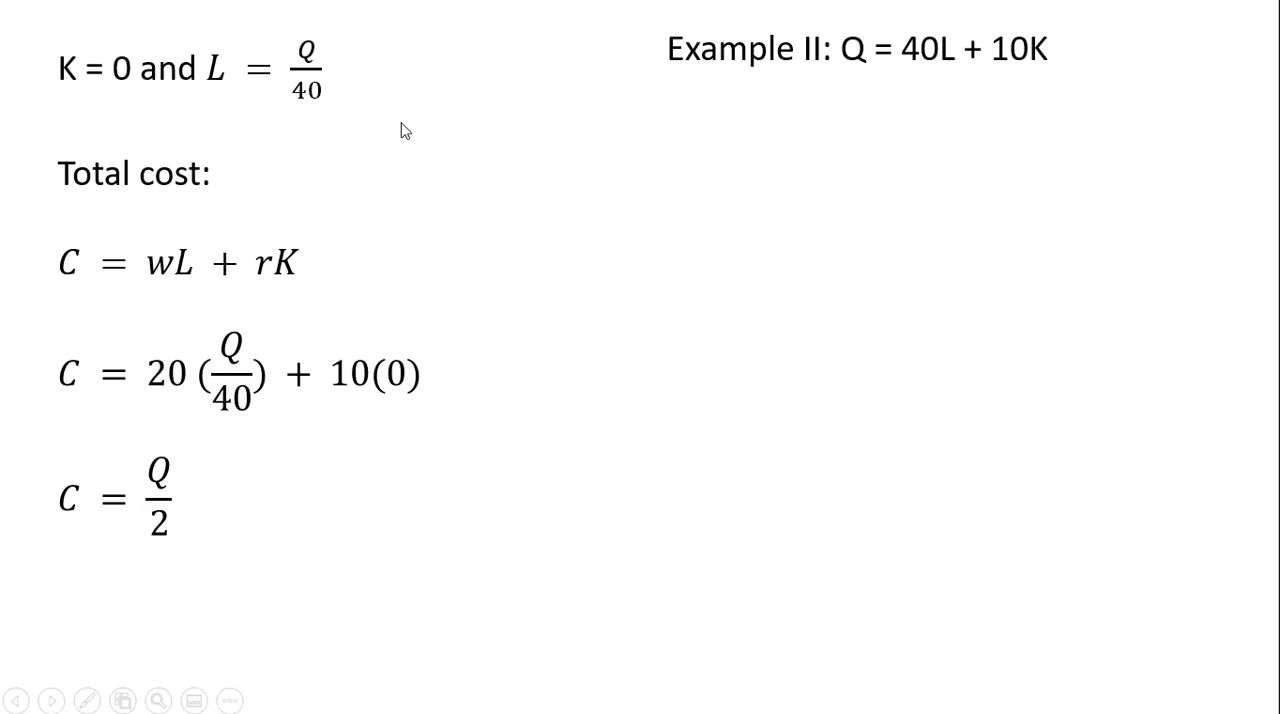 K = 0 and L = Q/40
Example II: Q = 40L + 10K
Total cost:
C = wL + rK
C = 20 (Q/40) + 10(0)
C = Q/2